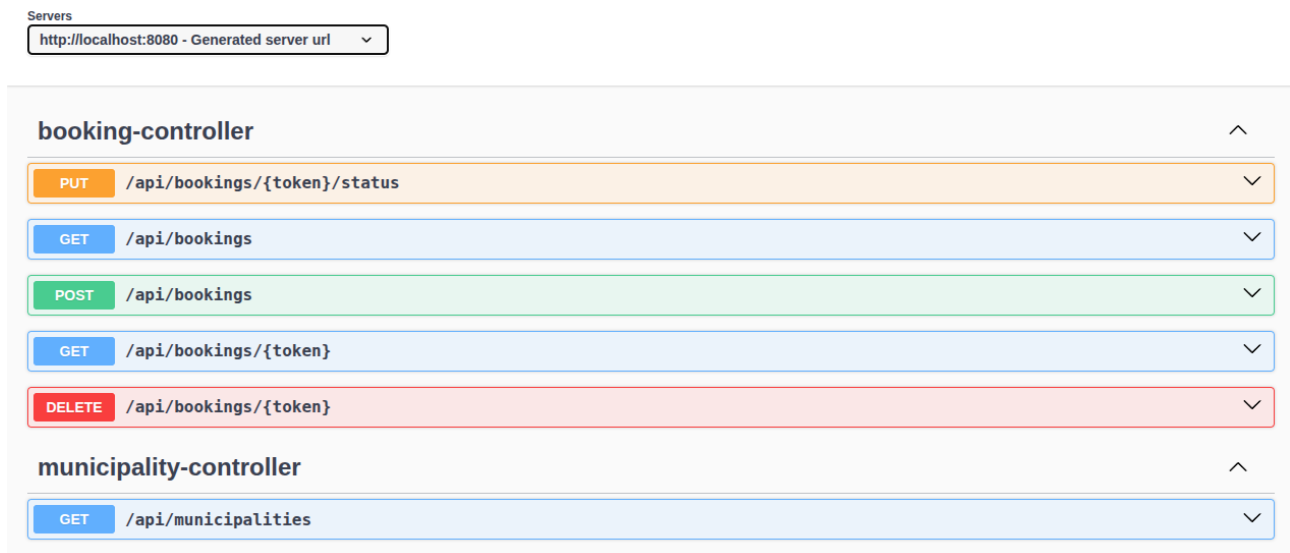 Servers
http://localhost:8080 - Generated server url
booking-controller
PUT /api/bookings/{token}/status
GET /api/bookings
POST /api/bookings
GET /api/bookings/{token}
DELETE /api/bookings/{token}
municipality-controller
GET /api/municipalities